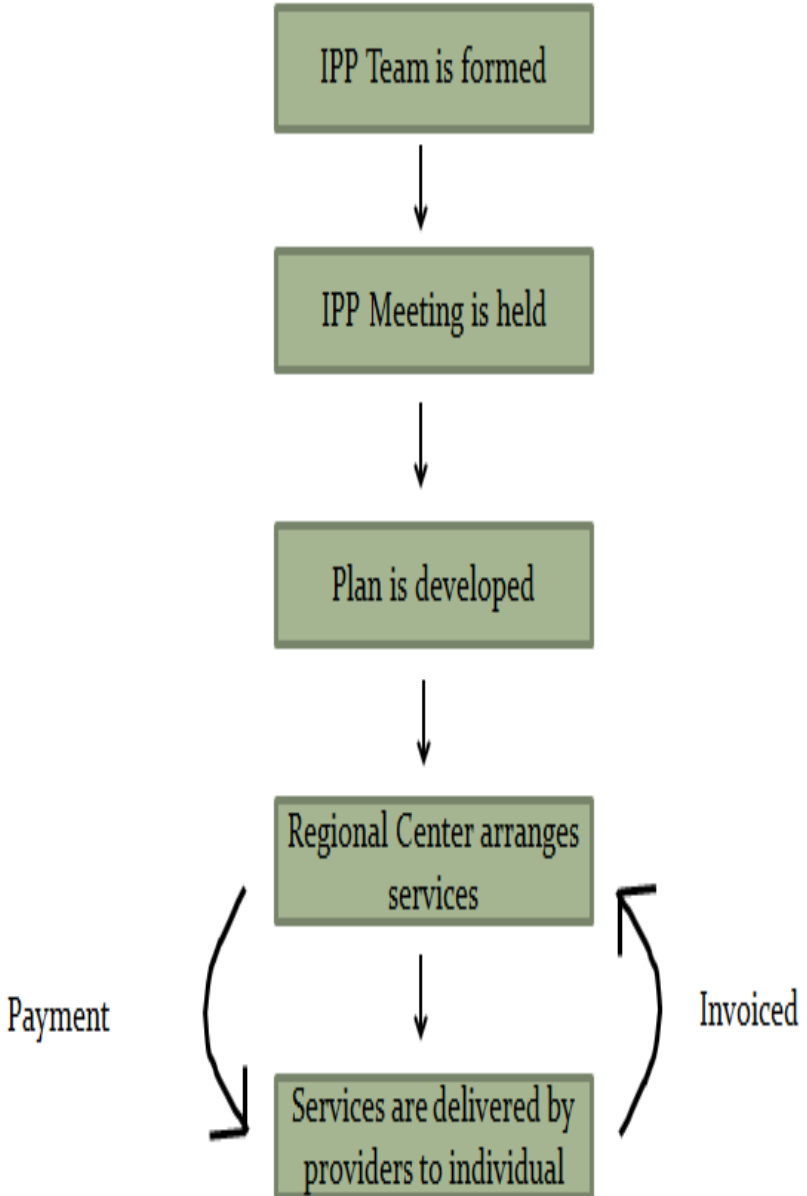 IPP Team is formed
IPP Meeting is held
Plan is developed
Regional Center arranges
services
Payment
Invoiced
Services are delivered by
providers to individual